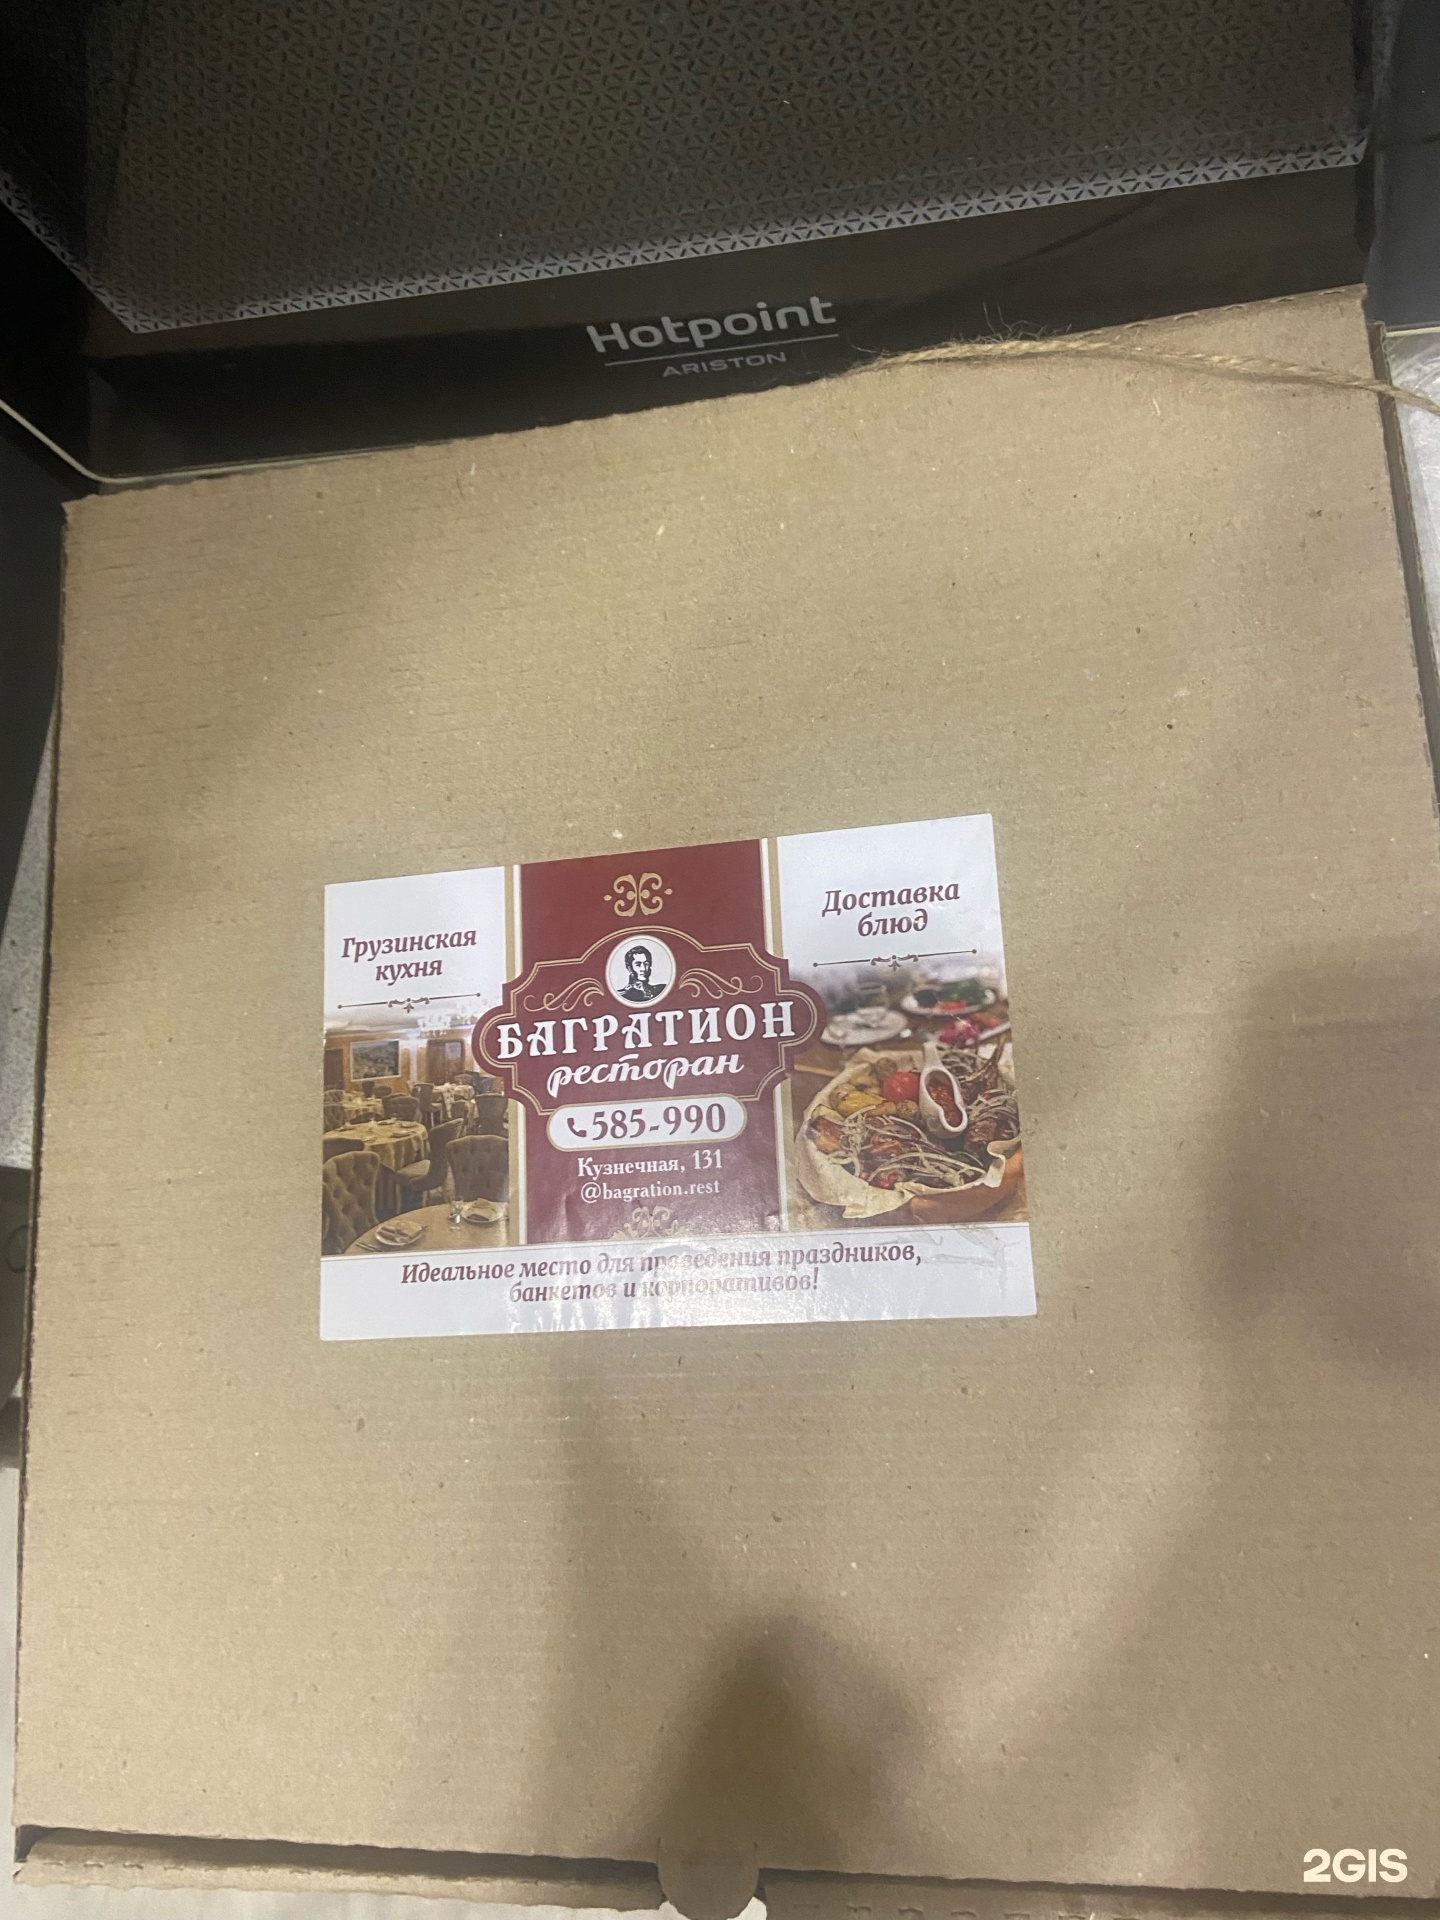 Hotpoint
ARISTON
Грузинская
кухня
Доставка
блюд
БАГРАТИОН
ресторан
585-990
Кузнечная, 131
@bagration.rest
Идеальное место для проведения праздников,
банкетов и корпоративов!
2GIS